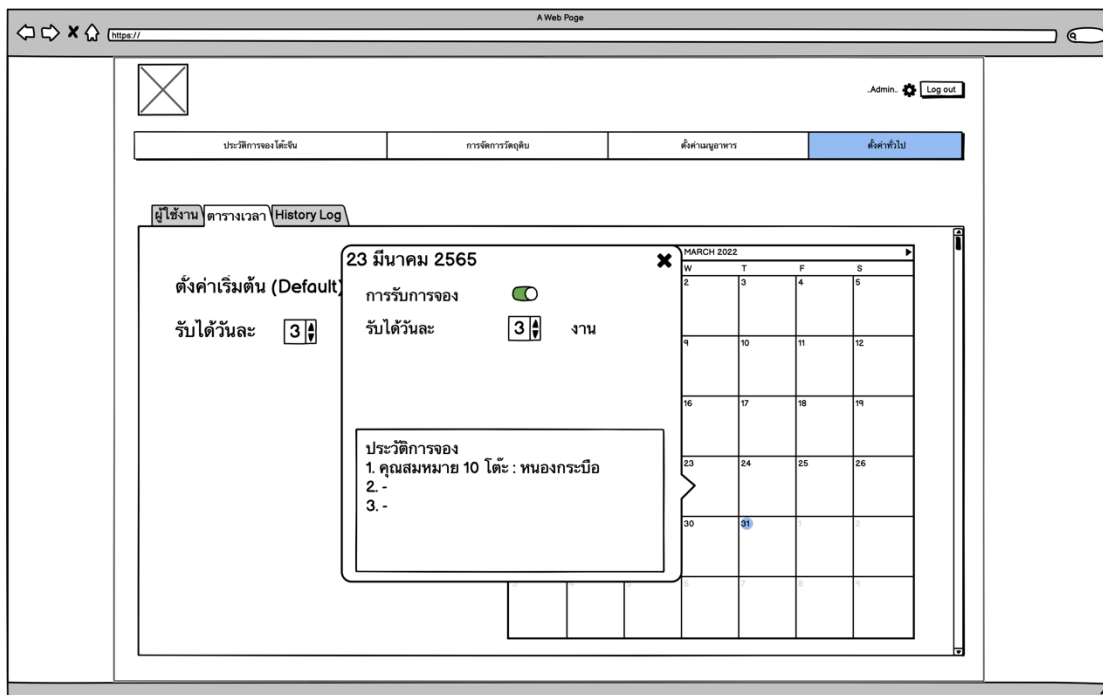 A Web Page
https://
..Admin.. Log out
ประวัติการจองโต๊ะจีน การจัดการวัตถุดิบ ตั้งค่าเมนูอาหาร ตั้งค่าทั่วไป
ผู้ใช้งาน ตารางเวลา History Log
ตั้งค่าเริ่มต้น (Default)
รับได้วันละ 3
23 มีนาคม 2565
การรับการจอง
รับได้วันละ 3 งาน
ประวัติการจอง
1. คุณสมหมาย 10 โต๊ะ : หนองกระบือ
2. -
3. -
MARCH 2022
W T F S
2 3 4 5
9 10 11 12
16 17 18 19
23 24 25 26
30 31 1 2
6 7 8 9